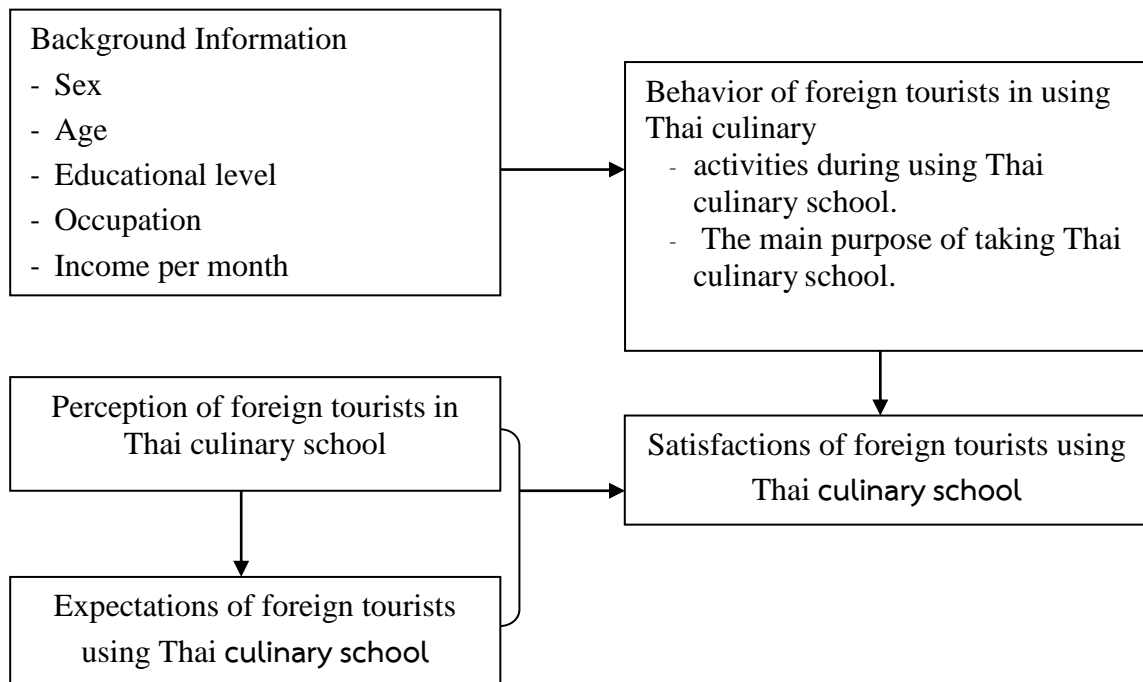 Background Information
- Sex
- Age
- Educational level
- Occupation
- Income per month
Behavior of foreign tourists in using
Thai culinary
- activities during using Thai
culinary school.
- The main purpose of taking Thai
culinary school.
Perception of foreign tourists in
Thai culinary school
Satisfactions of foreign tourists using
Thai culinary school
Expectations of foreign tourists
using Thai culinary school